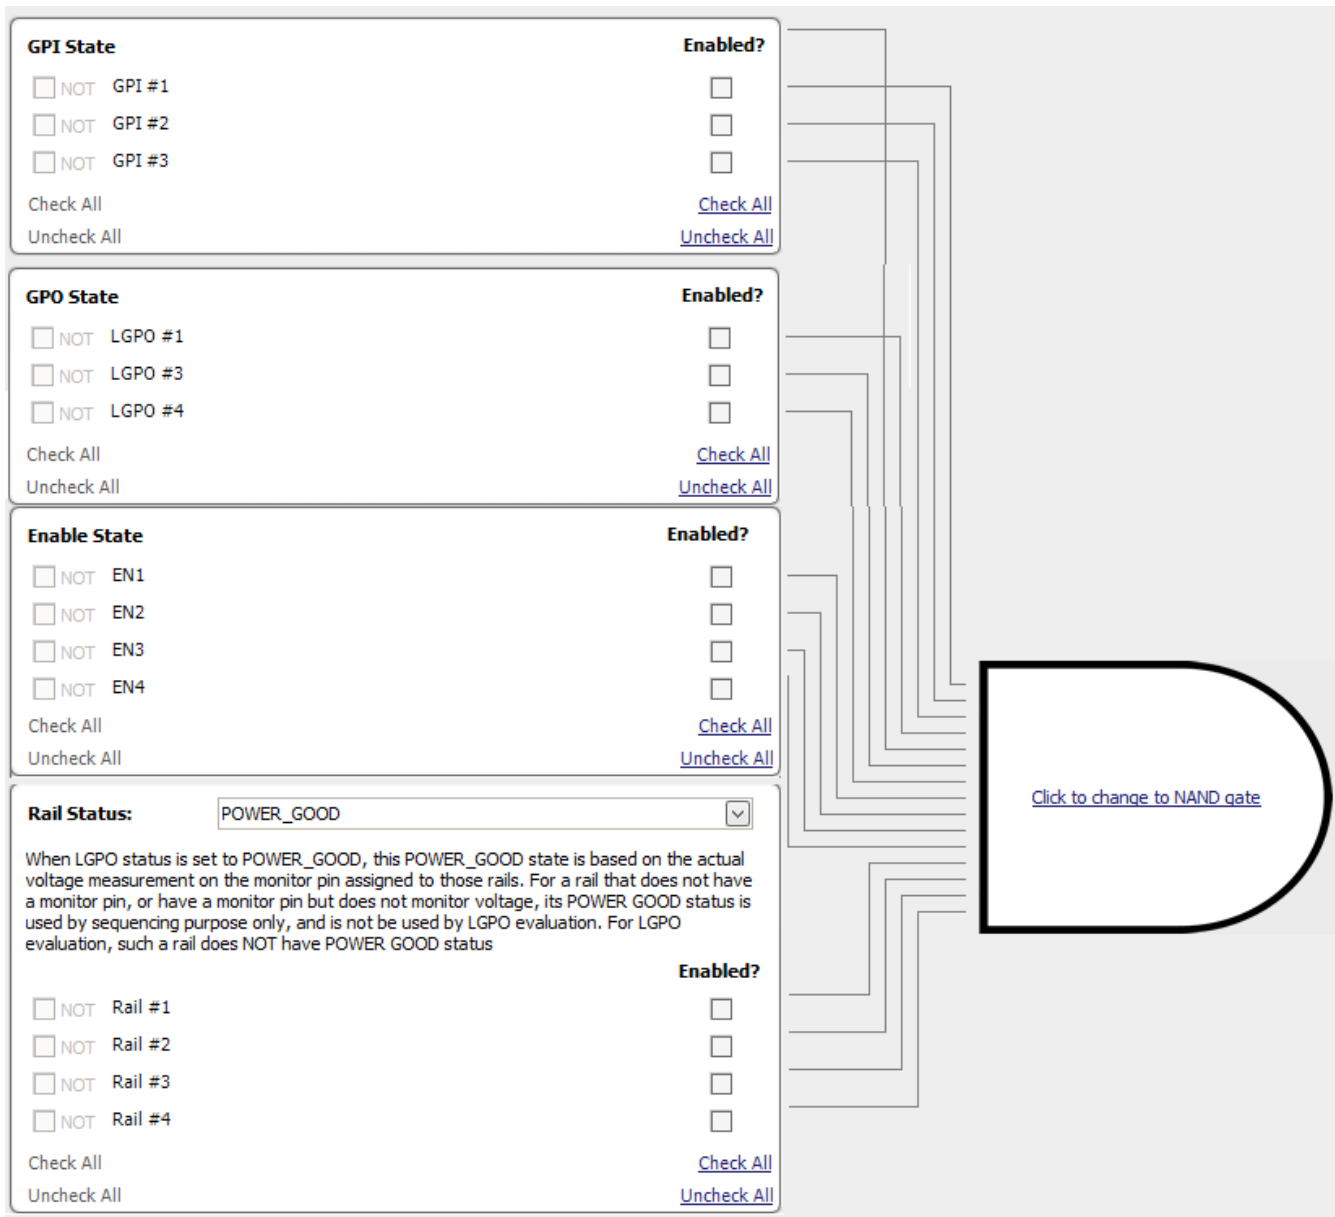 GPI State Enabled?
NOT GPI #1
NOT GPI #2
NOT GPI #3
Check All Check All
Uncheck All Uncheck All
GPO State Enabled?
NOT LGPO #1
NOT LGPO #3
NOT LGPO #4
Check All Check All
Uncheck All Uncheck All
Enable State Enabled?
NOT EN1
NOT EN2
NOT EN3
NOT EN4
Check All Check All
Uncheck All Uncheck All
Click to change to NAND gate
Rail Status: POWER_GOOD
When LGPO status is set to POWER_GOOD, this POWER_GOOD state is based on the actual
voltage measurement on the monitor pin assigned to those rails. For a rail that does not have
a monitor pin, or have a monitor pin but does not monitor voltage, its POWER GOOD status is
used by sequencing purpose only, and is not be used by LGPO evaluation. For LGPO
evaluation, such a rail does NOT have POWER GOOD status
Enabled?
NOT Rail #1
NOT Rail #2
NOT Rail #3
NOT Rail #4
Check All Check All
Uncheck All Uncheck All